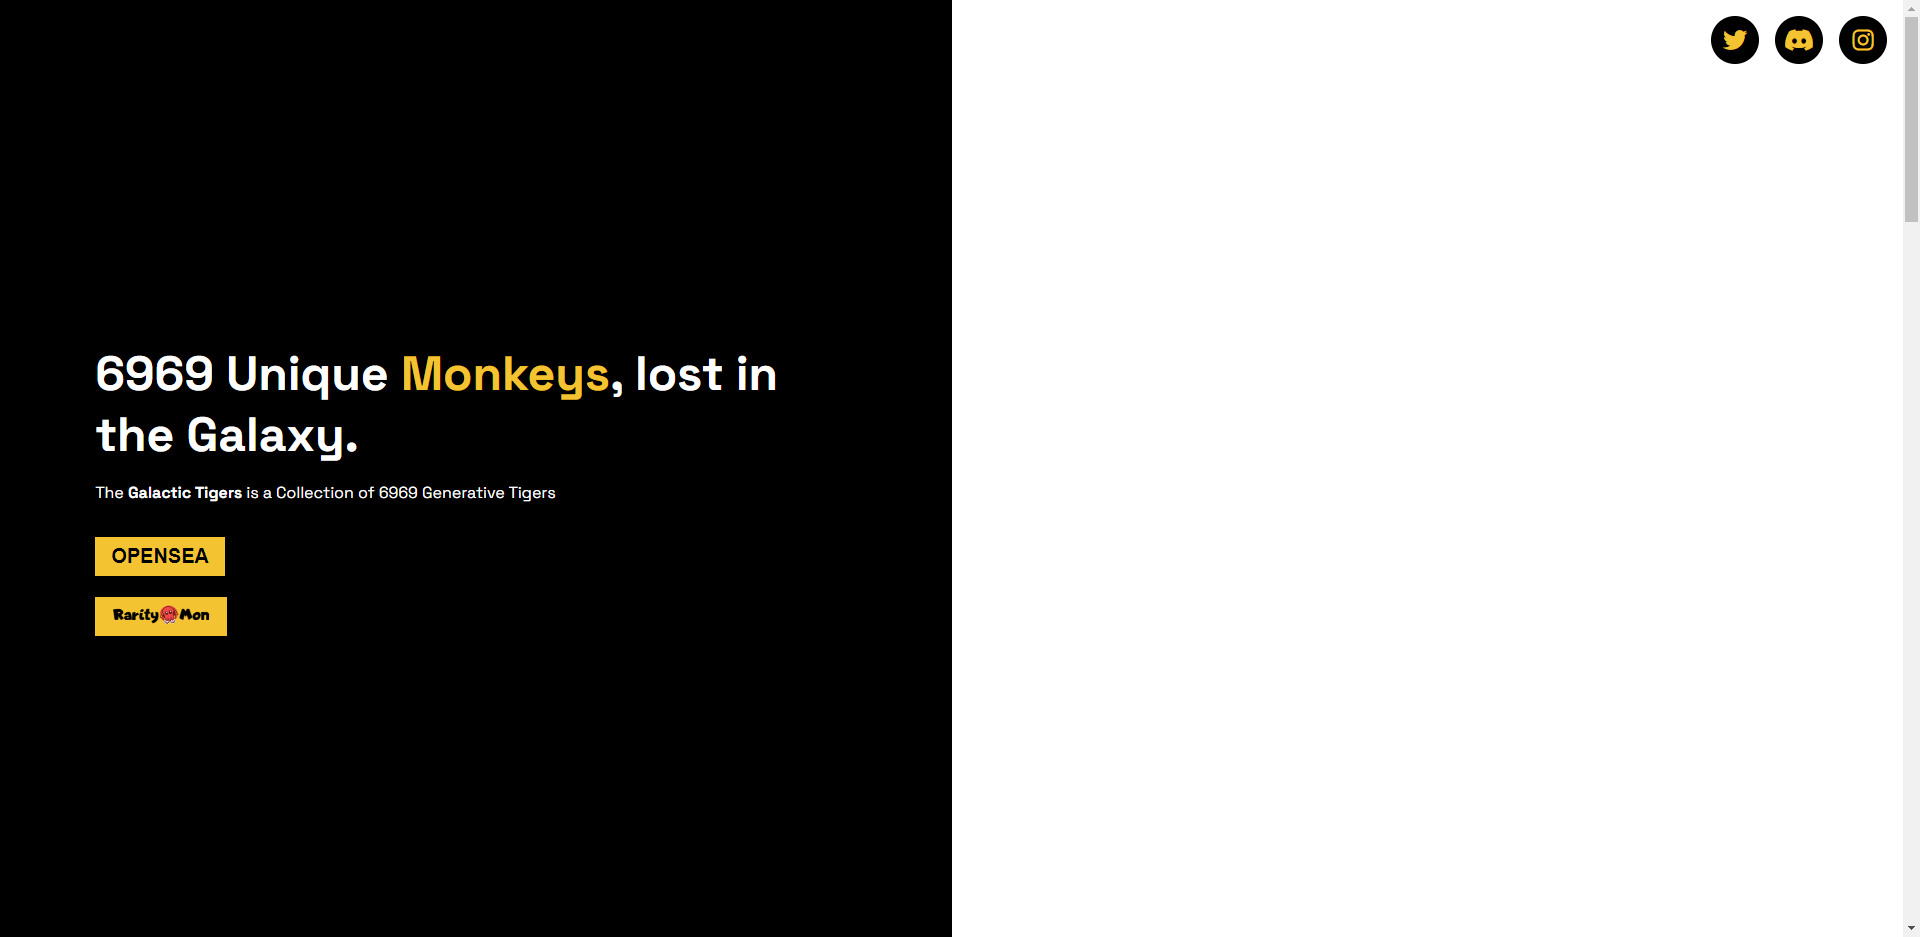 6969 Unique Monkeys, lost in
the Galaxy.
The Galactic Tigers is a Collection of 6969 Generative Tigers
OPENSEA
Rarity Mon